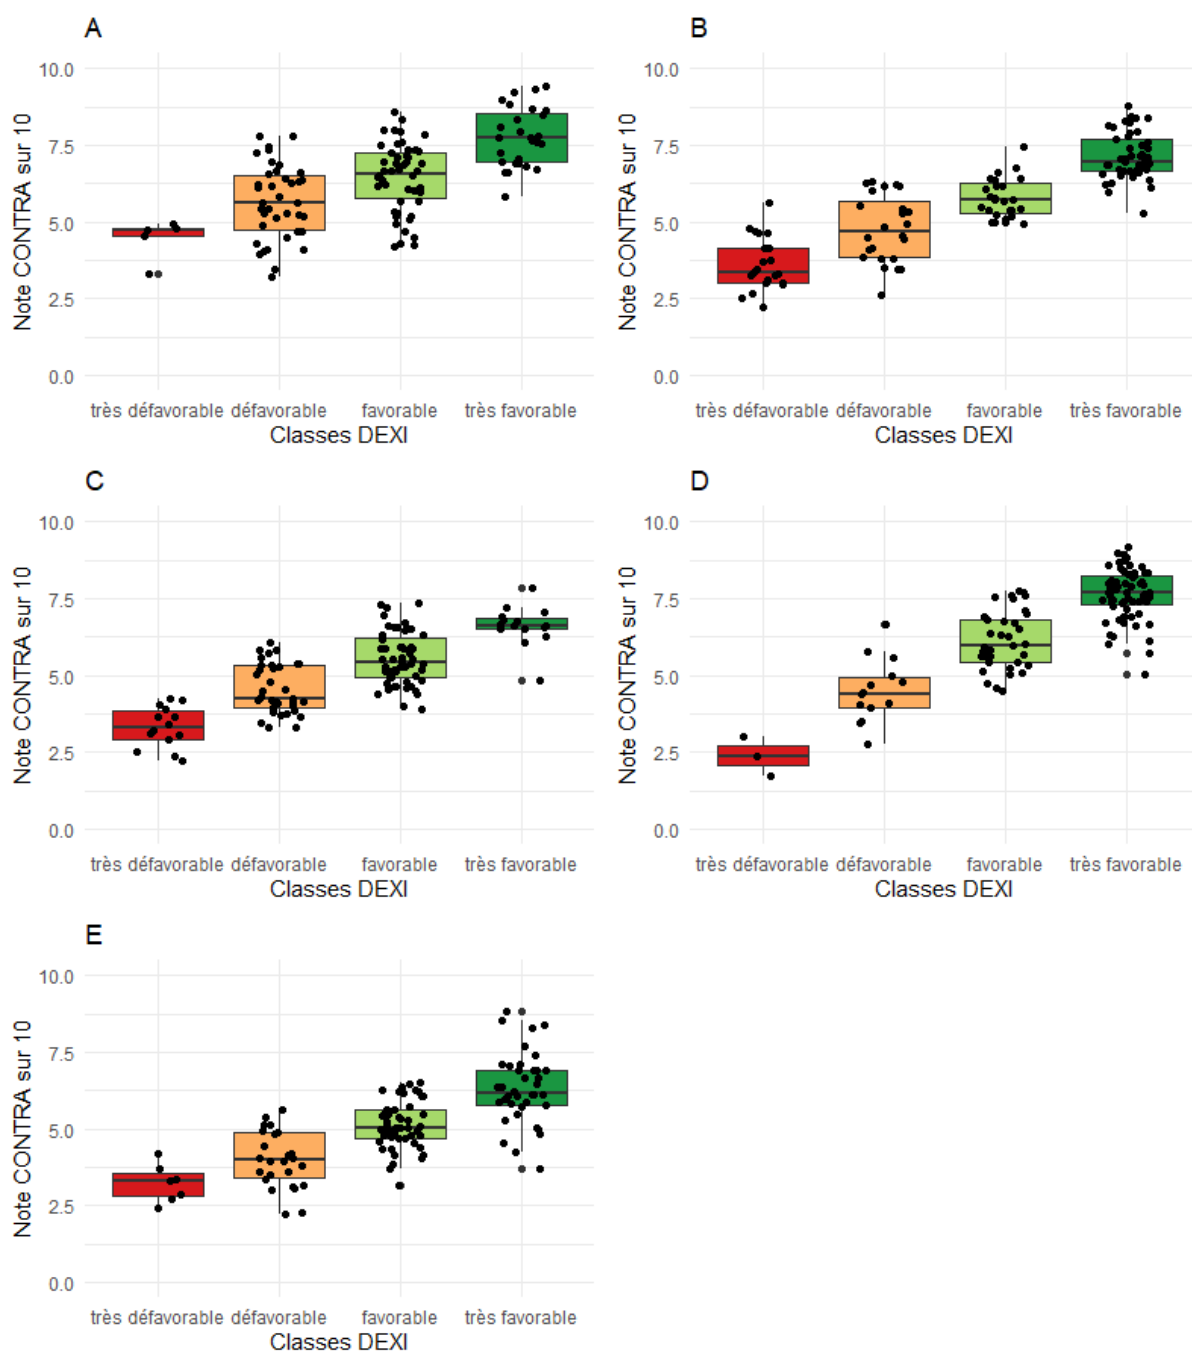 A
Note CONTRA sur 10
10.0
7.5
5.0
2.5
0.0
très défavorable
défavorable
favorable
très favorable
Classes DEXI
B
Note CONTRA sur 10
10.0
7.5
5.0
2.5
0.0
très défavorable
défavorable
favorable
très favorable
Classes DEXI
C
Note CONTRA sur 10
10.0
7.5
5.0
2.5
0.0
très défavorable
défavorable
favorable
très favorable
Classes DEXI
D
Note CONTRA sur 10
10.0
7.5
5.0
2.5
0.0
très défavorable
défavorable
favorable
très favorable
Classes DEXI
E
Note CONTRA sur 10
10.0
7.5
5.0
2.5
0.0
très défavorable
défavorable
favorable
très favorable
Classes DEXI